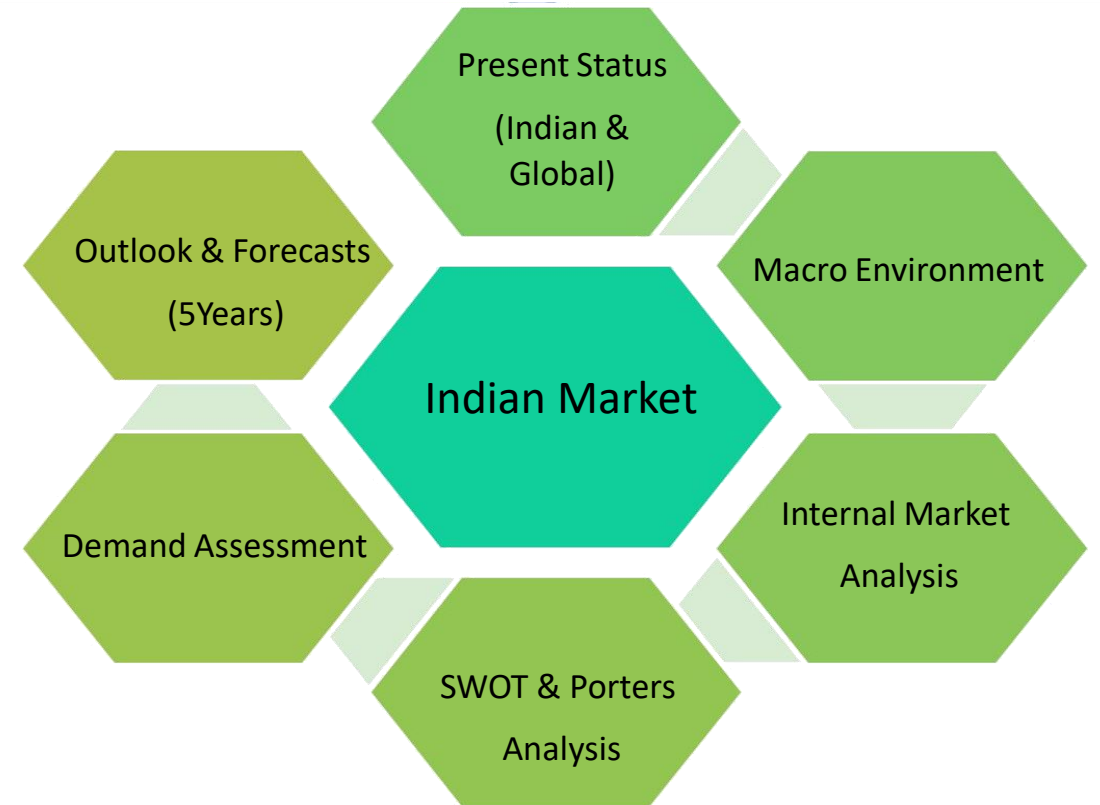 Present Status
(Indian &
Global)
Macro Environment
Internal Market
Analysis
SWOT & Porters
Analysis
Demand Assessment
Outlook & Forecasts
(5Years)
Indian Market